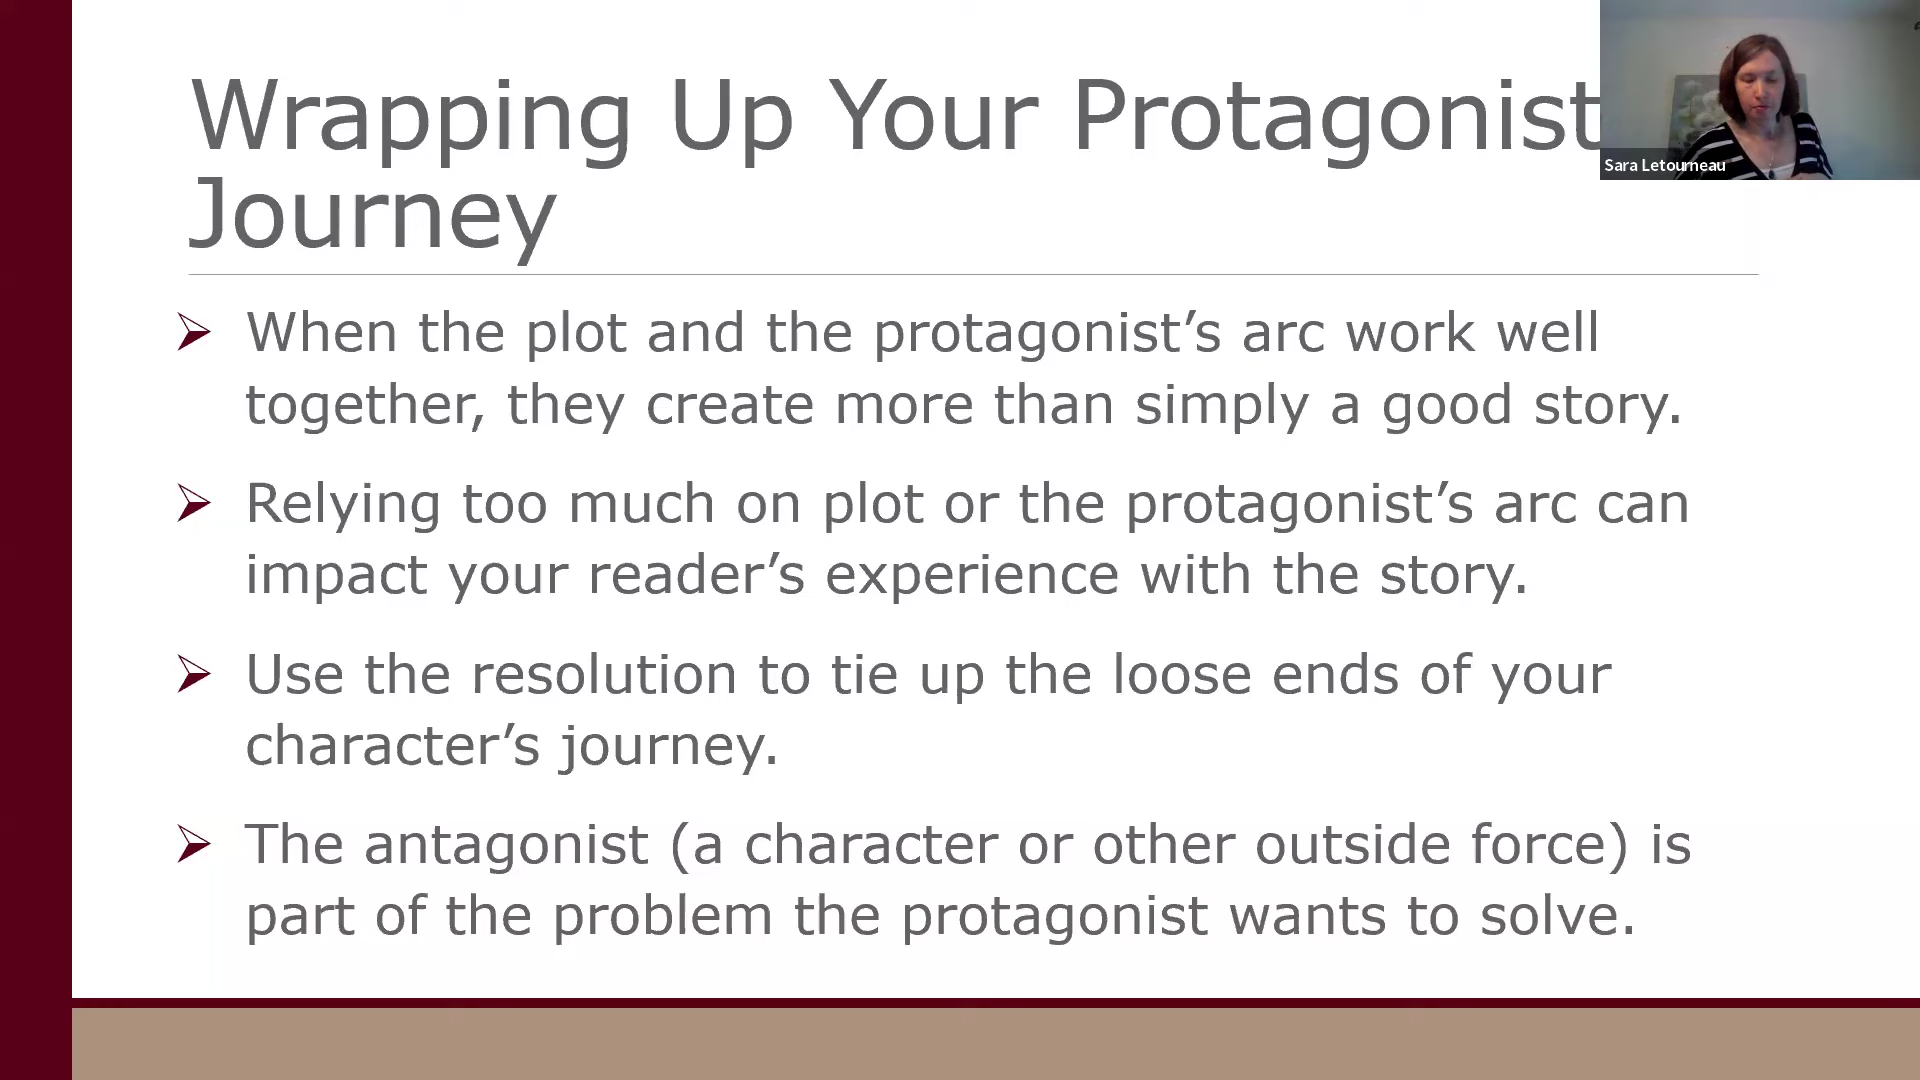 Wrapping Up Your Protagonist
Journey
Sara Letourneau
When the plot and the protagonist’s arc work well
together, they create more than simply a good story.
Relying too much on plot or the protagonist’s arc can
impact your reader’s experience with the story.
Use the resolution to tie up the loose ends of your
character’s journey.
The antagonist (a character or other outside force) is
part of the problem the protagonist wants to solve.